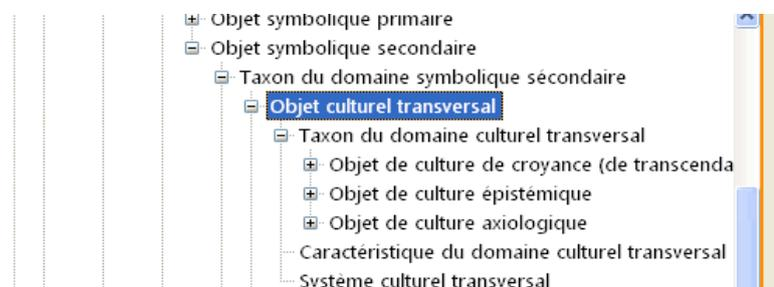 Objet symbolique primaire
Objet symbolique secondaire
Taxon du domaine symbolique sécondaire
Objet culturel transversal
Taxon du domaine culturel transversal
Objet de culture de croyance (de transcenda
Objet de culture épistémique
Objet de culture axiologique
Caractéristique du domaine culturel transversal
Système culturel transversal